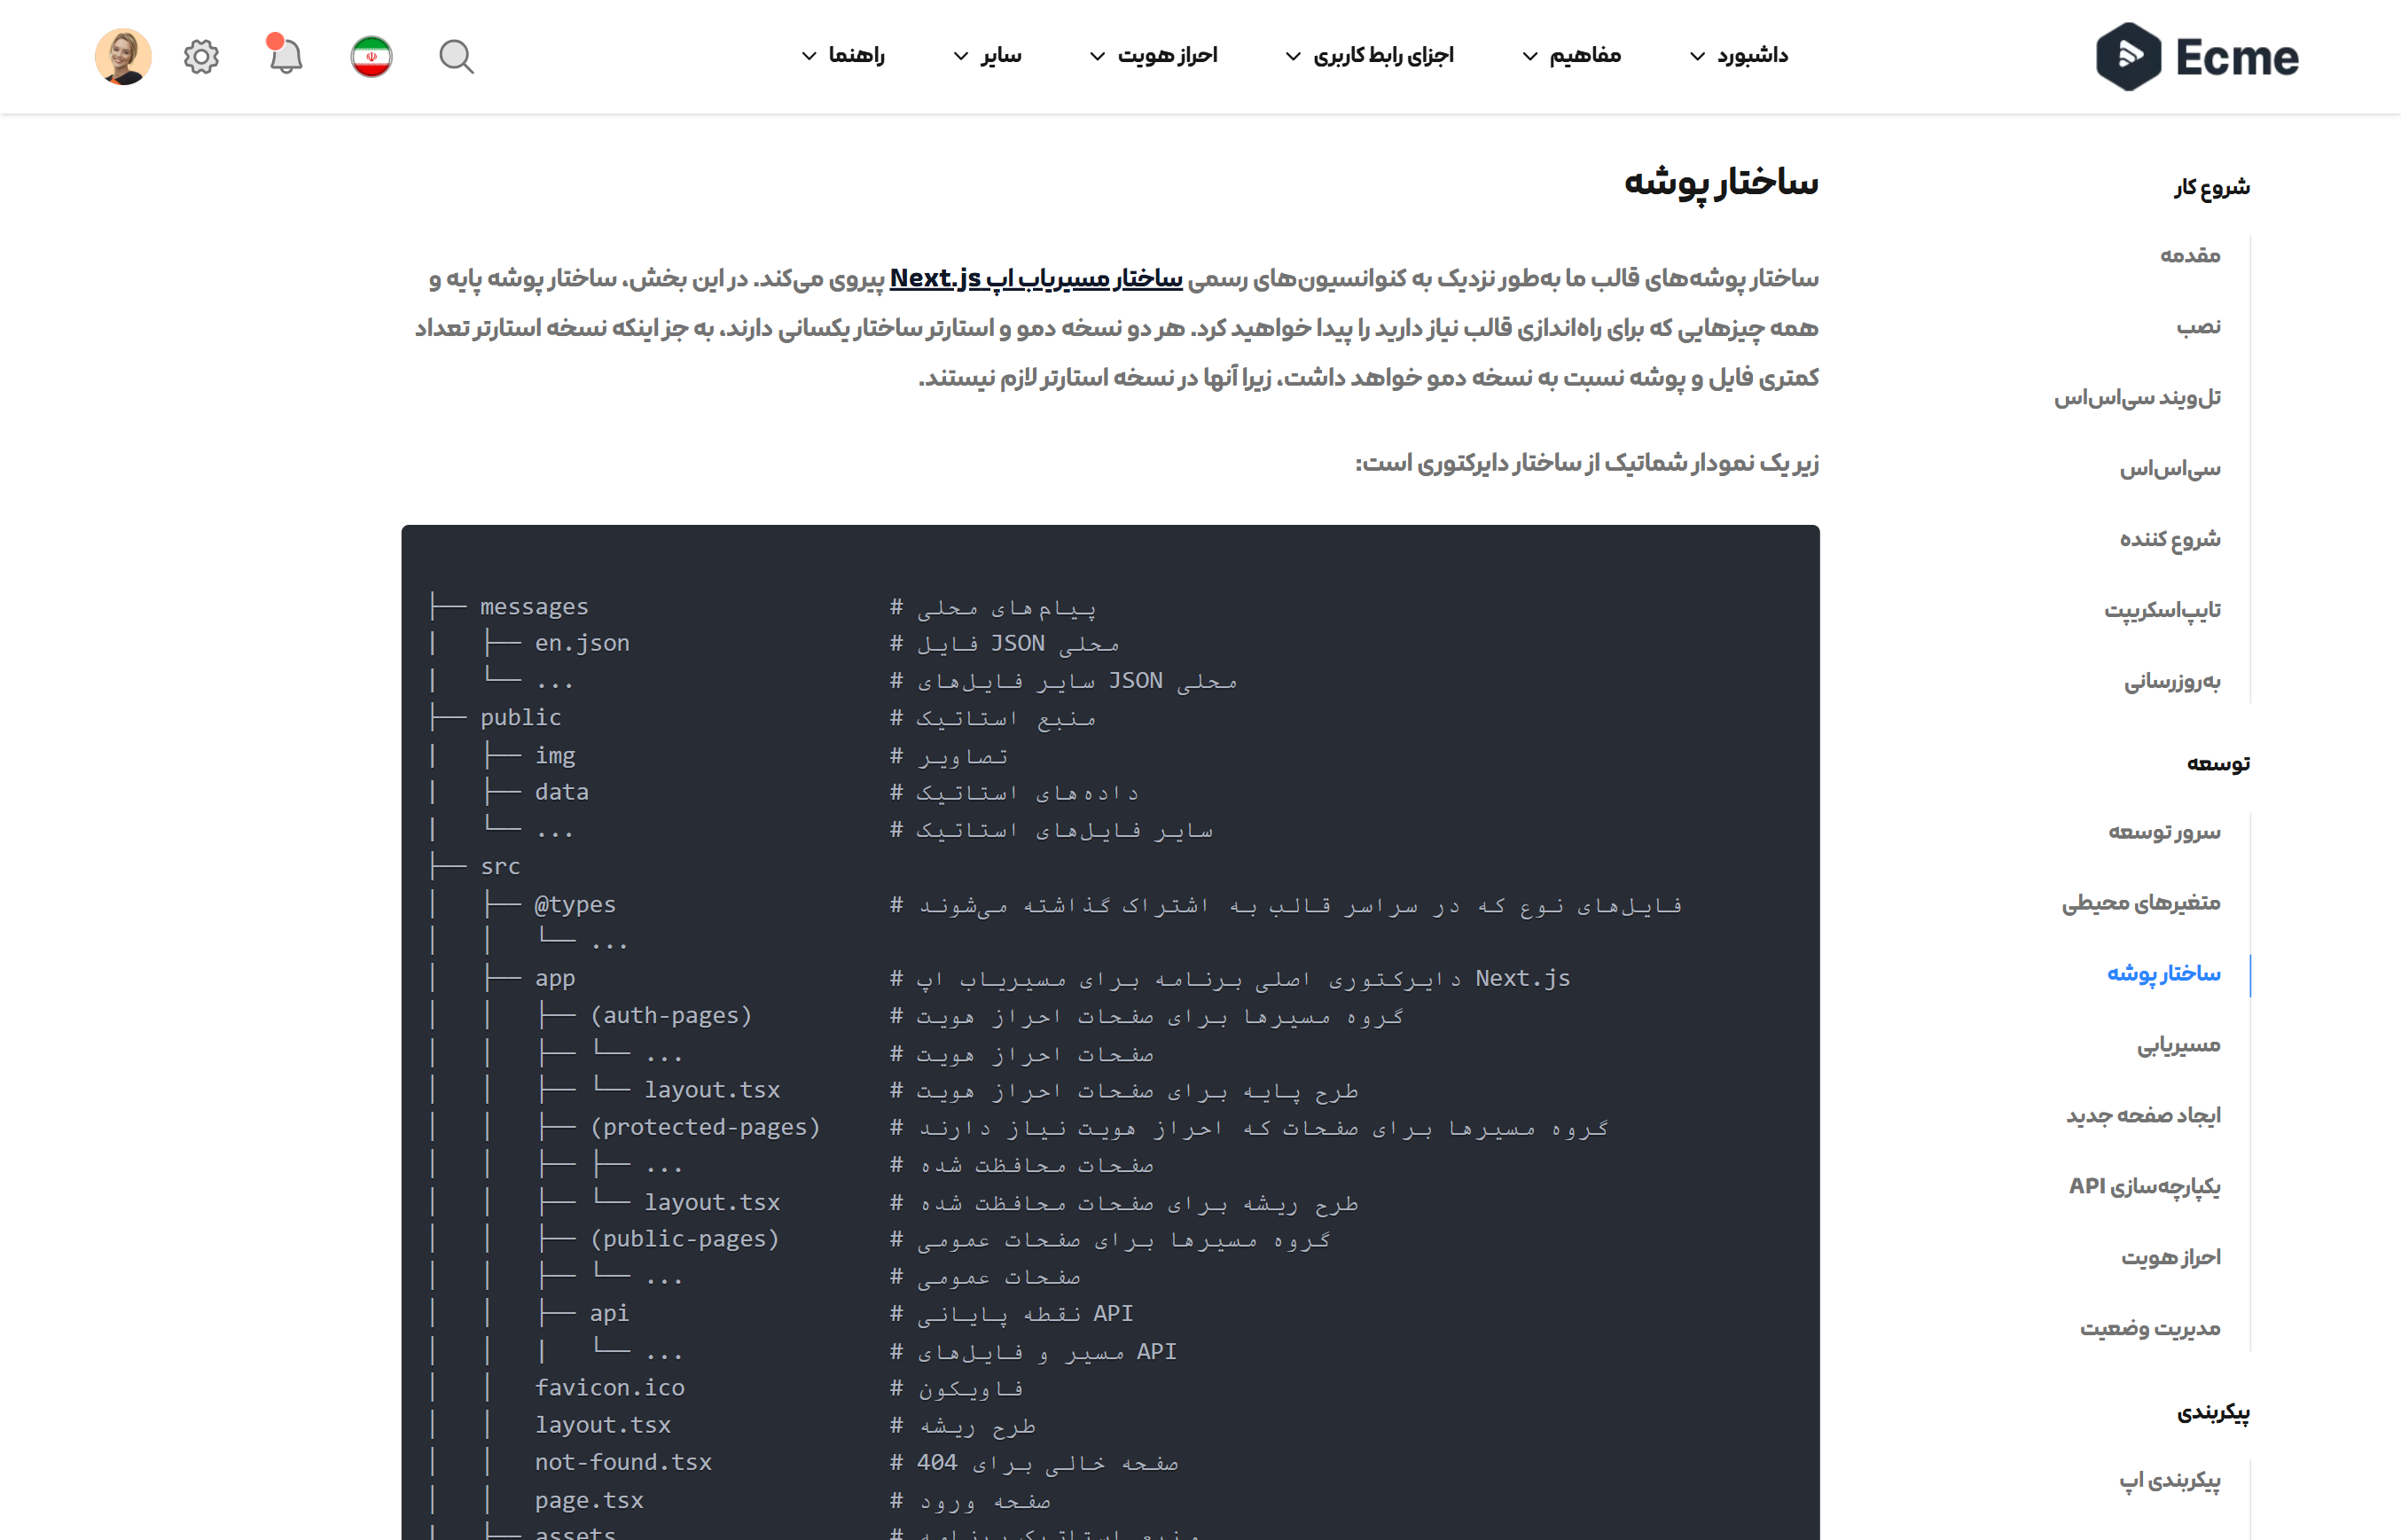 Ecme
داشبورد
مفاهیم
اجزای رابط کاربری
احراز هویت
سایر
راهنما
شروع کار
مقدمه
نصب
تل‌ویند سی‌اس‌اس
سی‌اس‌اس
شروع کننده
تایپ‌اسکریپت
به‌روزرسانی
توسعه
سرور توسعه
متغیرهای محیطی
ساختار پوشه
مسیریابی
ایجاد صفحه جدید
یکپارچه‌سازی API
احراز هویت
مدیریت وضعیت
پیکربندی
پیکربندی اپ
ساختار پوشه
ساختار پوشه‌های قالب ما به‌طور نزدیک به کنوانسیون‌های رسمی ساختار مسیریاب اپ Next.js پیروی می‌کند. در این بخش، ساختار پوشه پایه و
همه چیزهایی که برای راه‌اندازی قالب نیاز دارید را پیدا خواهید کرد. هر دو نسخه دمو و استارتر ساختار یکسانی دارند، به جز اینکه نسخه استارتر تعداد
کمتری فایل و پوشه نسبت به نسخه دمو خواهد داشت، زیرا آنها در نسخه استارتر لازم نیستند.
زیر یک نمودار شماتیک از ساختار دایرکتوری است:
├── messages # پیام‌های محلی
|   ├── en.json # فایل JSON محلی
|   └── ... # سایر فایل‌های JSON محلی
├── public # منبع استاتیک
|   ├── img # تصاویر
|   ├── data # داده‌های استاتیک
|   └── ... # سایر فایل‌های استاتیک
├── src
│   ├── @types # فایل‌های نوع که در سراسر قالب به اشتراک گذاشته می‌شوند
│   │   └── ...
│   ├── app # دایرکتوری اصلی برنامه برای مسیریاب اپ Next.js
│   │   ├── (auth-pages) # گروه مسیرها برای صفحات احراز هویت
│   │   ├── └── ... # صفحات احراز هویت
│   │   ├── └── layout.tsx # طرح پایه برای صفحات احراز هویت
│   │   ├── (protected-pages) # گروه مسیرها برای صفحات که احراز هویت نیاز دارند
│   │   ├── ├── ... # صفحات محافظت شده
│   │   ├── └── layout.tsx # طرح ریشه برای صفحات محافظت شده
│   │   ├── (public-pages) # گروه مسیرها برای صفحات عمومی
│   │   ├── └── ... # صفحات عمومی
│   │   ├── api # نقطه پایانی API
│   │   |   └── ... # مسیر و فایل‌های API
│   │   favicon.ico # فاویکون
│   │   layout.tsx # طرح ریشه
│   │   not-found.tsx # صفحه خالی برای 404
│   │   page.tsx # صفحه ورود
│   ├── assets # منبع استاتیک برنامه